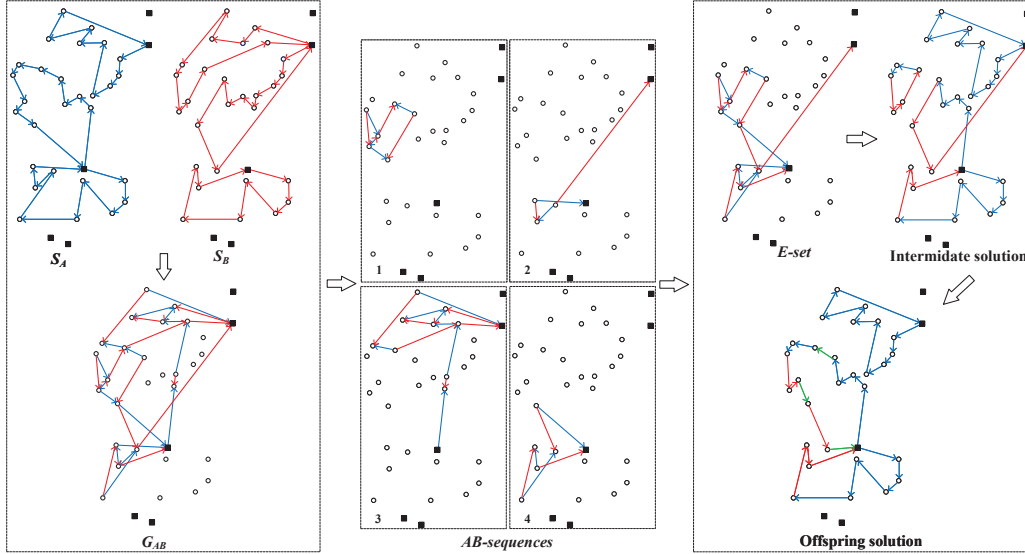 S_A
S_B
G_AB
1
2
3
4
AB-sequences
E-set
Intermidate solution
Offspring solution